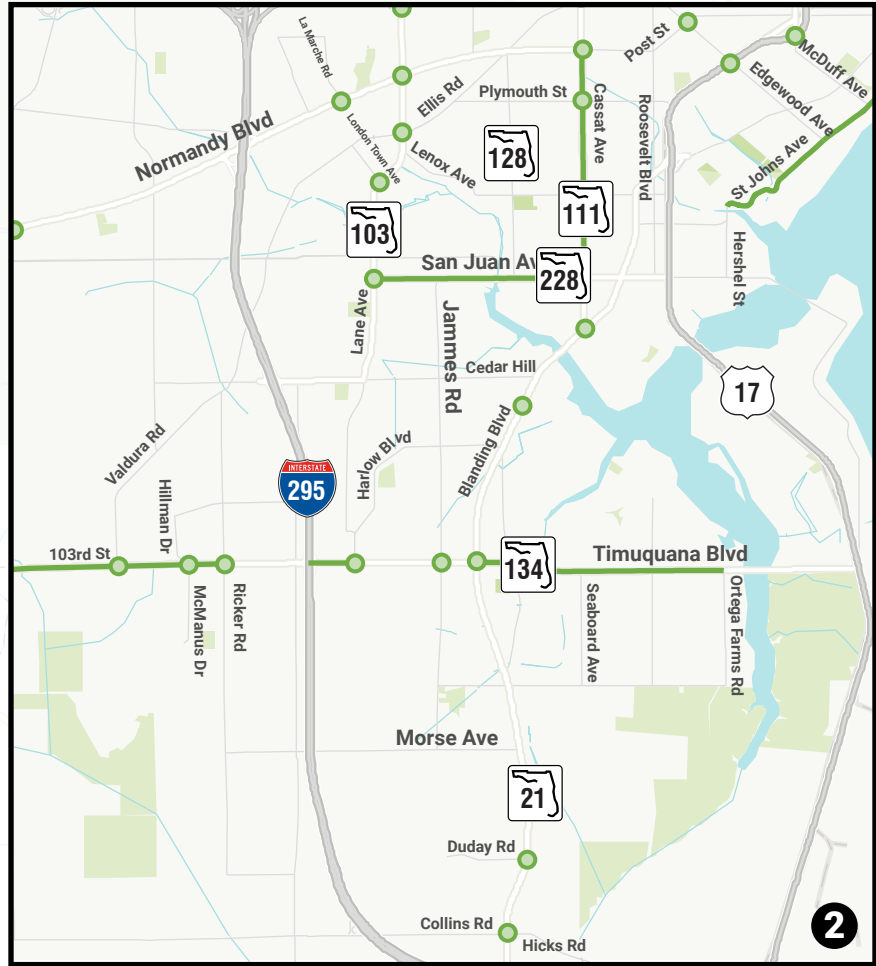 La Marche Rd
Post St
McDuff Ave
Edgewood Ave
Ellis Rd
Plymouth St
Cassat Ave
Roosevelt Blvd
Normandy Blvd
London Town Ave
Lenox Ave
128
St Johns Ave
111
103
Hershel St
San Juan Av
228
Lane Ave
Jammes Rd
Cedar Hill
17
Blanding Blvd
Valdura Rd
Harlow Blvd
INTERSTATE
295
Hillman Dr
103rd St
134
Timuquana Blvd
McManus Dr
Ricker Rd
Seaboard Ave
Ortega Farms Rd
Morse Ave
21
Duday Rd
Collins Rd
Hicks Rd
2